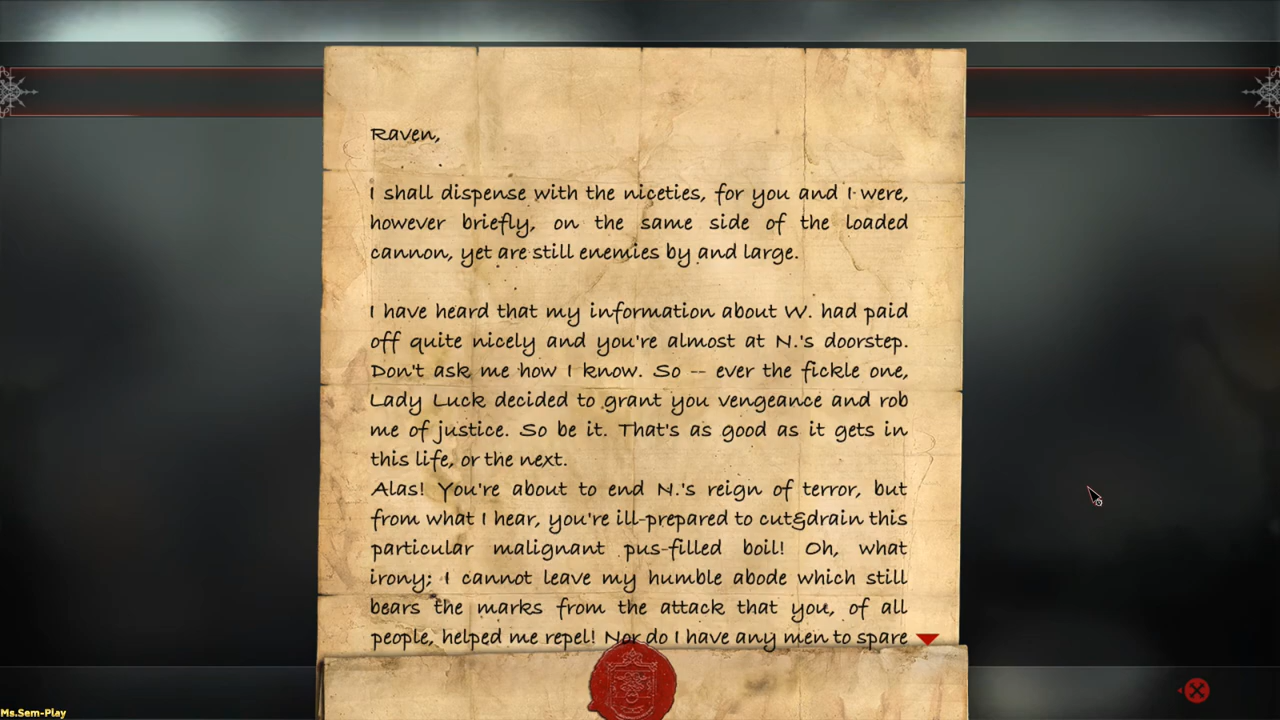 Raven,
I shall dispense with the niceties, for you and I were,
however briefly, on the same side of the loaded
cannon, yet are still enemies by and large.
I have heard that my information about W. had paid
off quite nicely and you're almost at N.'s doorstep.
Don't ask me how I know. So -- ever the fickle one,
Lady Luck decided to grant you vengeance and rob
me of justice. So be it. That's as good as it gets in
this life, or the next.
Alas! You're about to end N.'s reign of terror, but
from what I hear, you're ill-prepared to cut&drain this
particular malignant pus-filled boil! Oh, what
irony; I cannot leave my humble abode which still
bears the marks from the attack that you, of all
people, helped me repel! Nor do I have any men to spare
Ms.Sem-Play